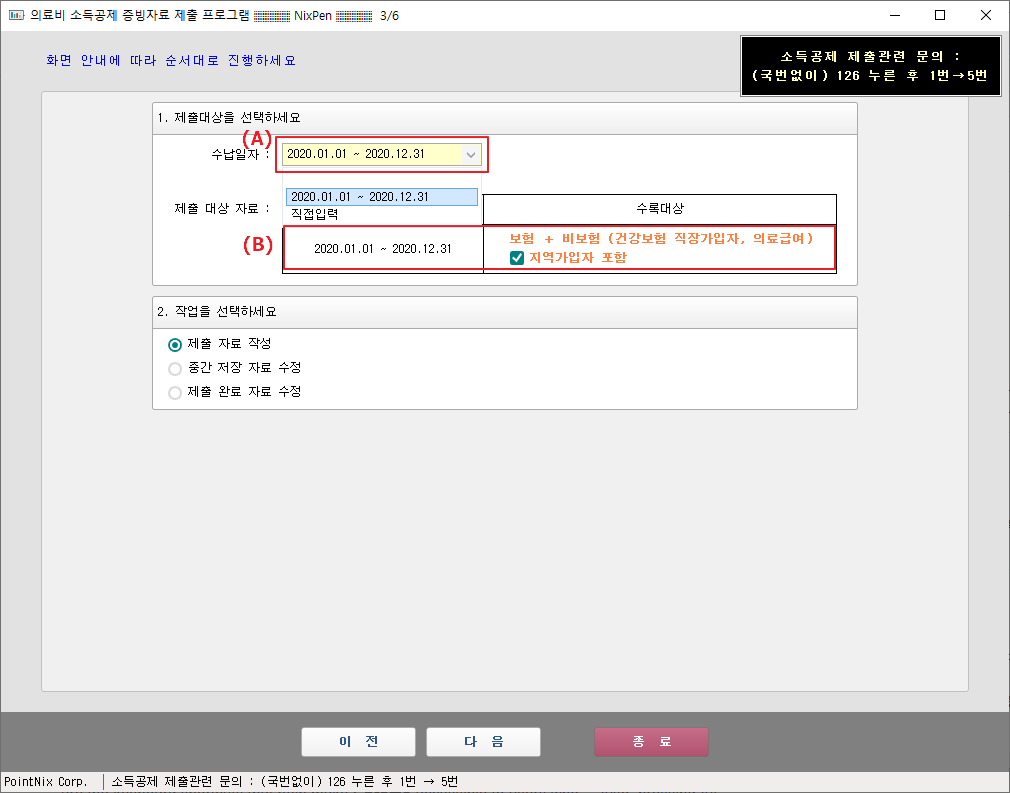 의료비 소득공제 증빙자료 제출 프로그램 NixPen 3/6
화면 안내에 따라 순서대로 진행하세요
소득공제 제출관련 문의 :
(국번없이) 126 누른 후 1번→5번
1. 제출대상을 선택하세요
(A)
수납일자 : 2020.01.01 ~ 2020.12.31
2020.01.01 ~ 2020.12.31
직접입력
제출 대상 자료 : 수록대상
(B)
2020.01.01 ~ 2020.12.31
보험 + 비보험 (건강보험 직장가입자, 의료급여)
지역가입자 포함
2. 작업을 선택하세요
제출 자료 작성
중간 저장 자료 수정
제출 완료 자료 수정
이 전 다 음 종 료
PointNix Corp. 소득공제 제출관련 문의 : (국번없이) 126 누른 후 1번 → 5번